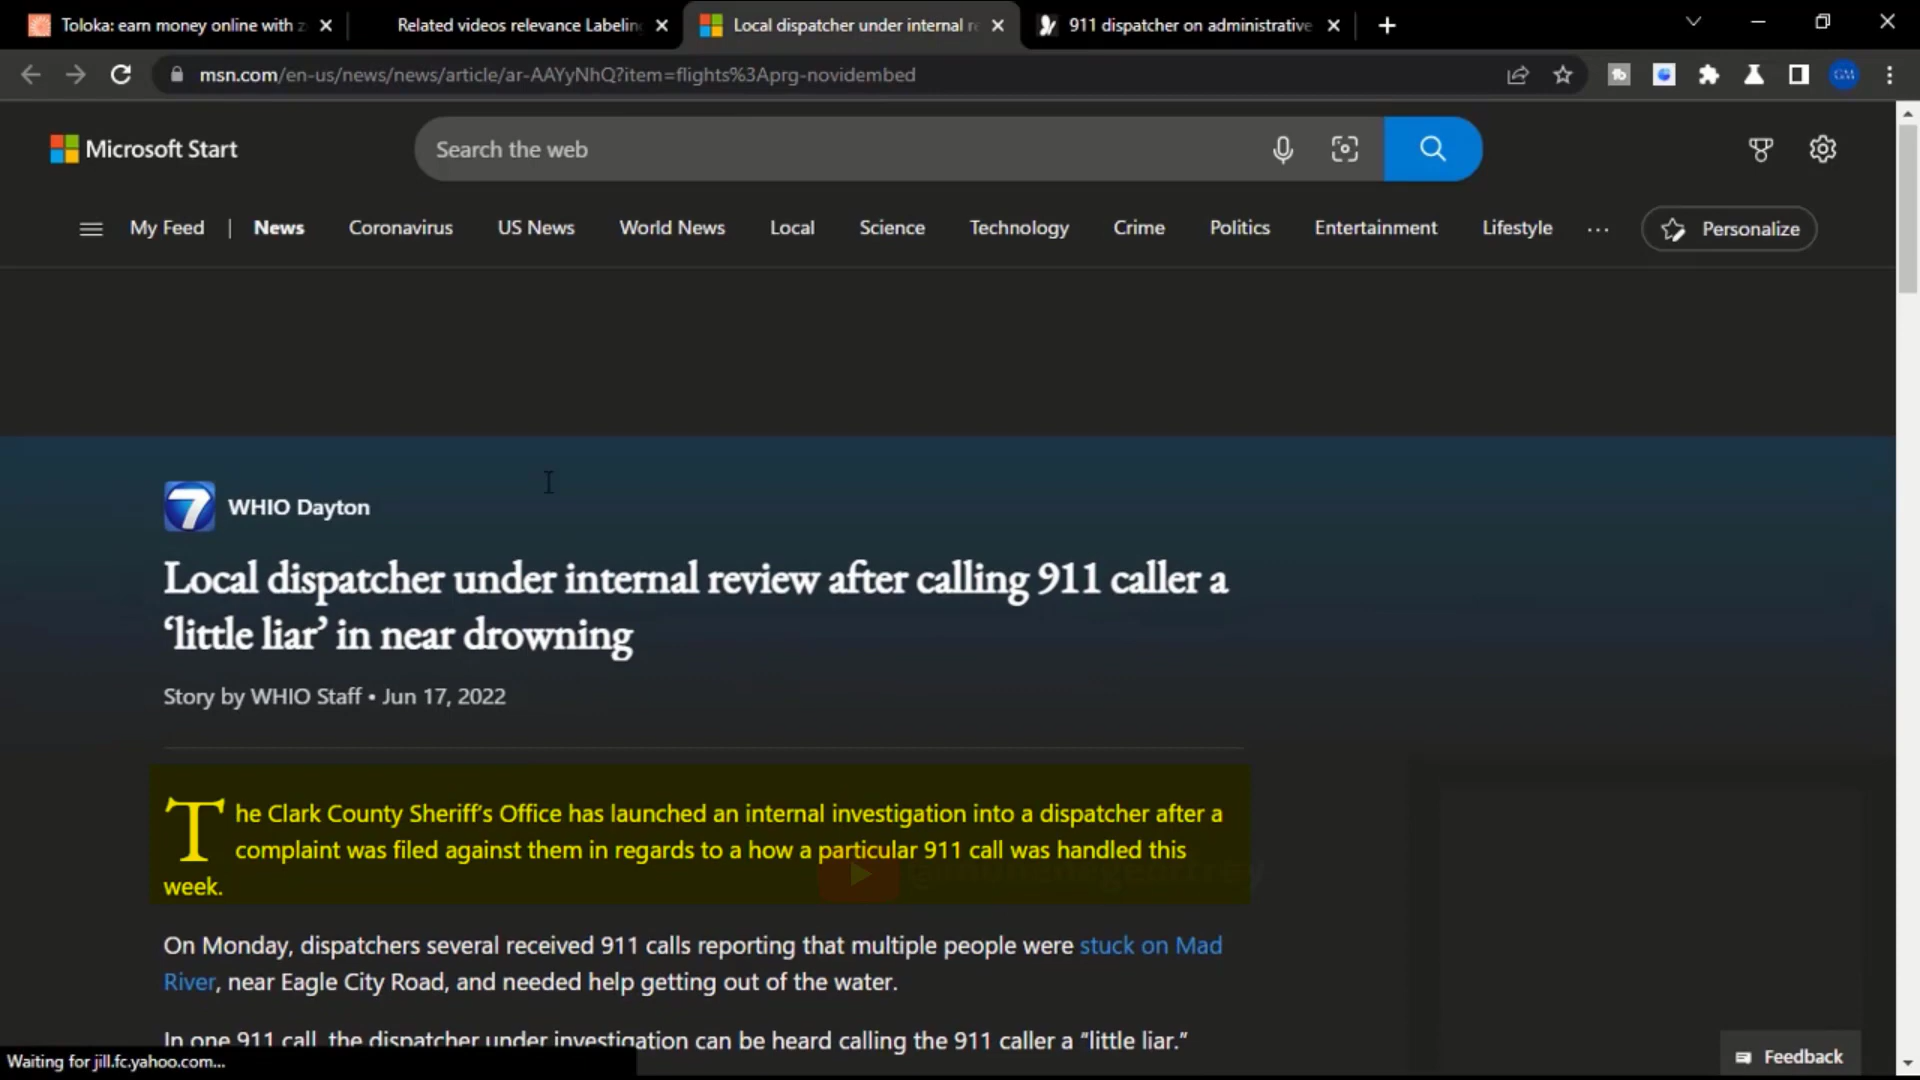 Toloka: earn money online with
Related videos relevance Labeling
Local dispatcher under internal re
911 dispatcher on administrative
msn.com/en-us/news/news/article/ar-AAYyNhQ?item=flights%3Aprg-novidembed
GM
Microsoft Start
Search the web
My Feed | News Coronavirus US News World News Local Science Technology Crime Politics Entertainment Lifestyle ... Personalize
7 WHIO Dayton
Local dispatcher under internal review after calling 911 caller a
‘little liar’ in near drowning
Story by WHIO Staff • Jun 17, 2022
The Clark County Sheriff’s Office has launched an internal investigation into a dispatcher after a
complaint was filed against them in regards to a how a particular 911 call was handled this
week.
On Monday, dispatchers several received 911 calls reporting that multiple people were stuck on Mad
River, near Eagle City Road, and needed help getting out of the water.
In one 911 call, the dispatcher under investigation can be heard calling the 911 caller a “little liar.”
Waiting for jill.fc.yahoo.com...
Feedback